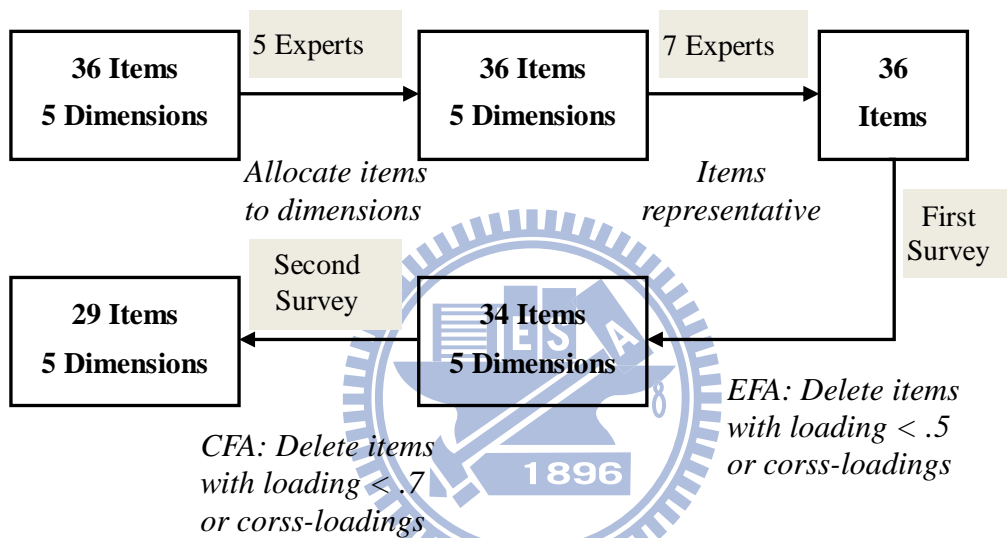 5 Experts
7 Experts
36 Items
5 Dimensions
36 Items
5 Dimensions
36
Items
Allocate items
to dimensions
Items
representative
First
Survey
Second
Survey
29 Items
5 Dimensions
34 Items
5 Dimensions
EFA: Delete items
with loading < .5
or corss-loadings
CFA: Delete items
with loading < .7
or corss-loadings
E S A
1896